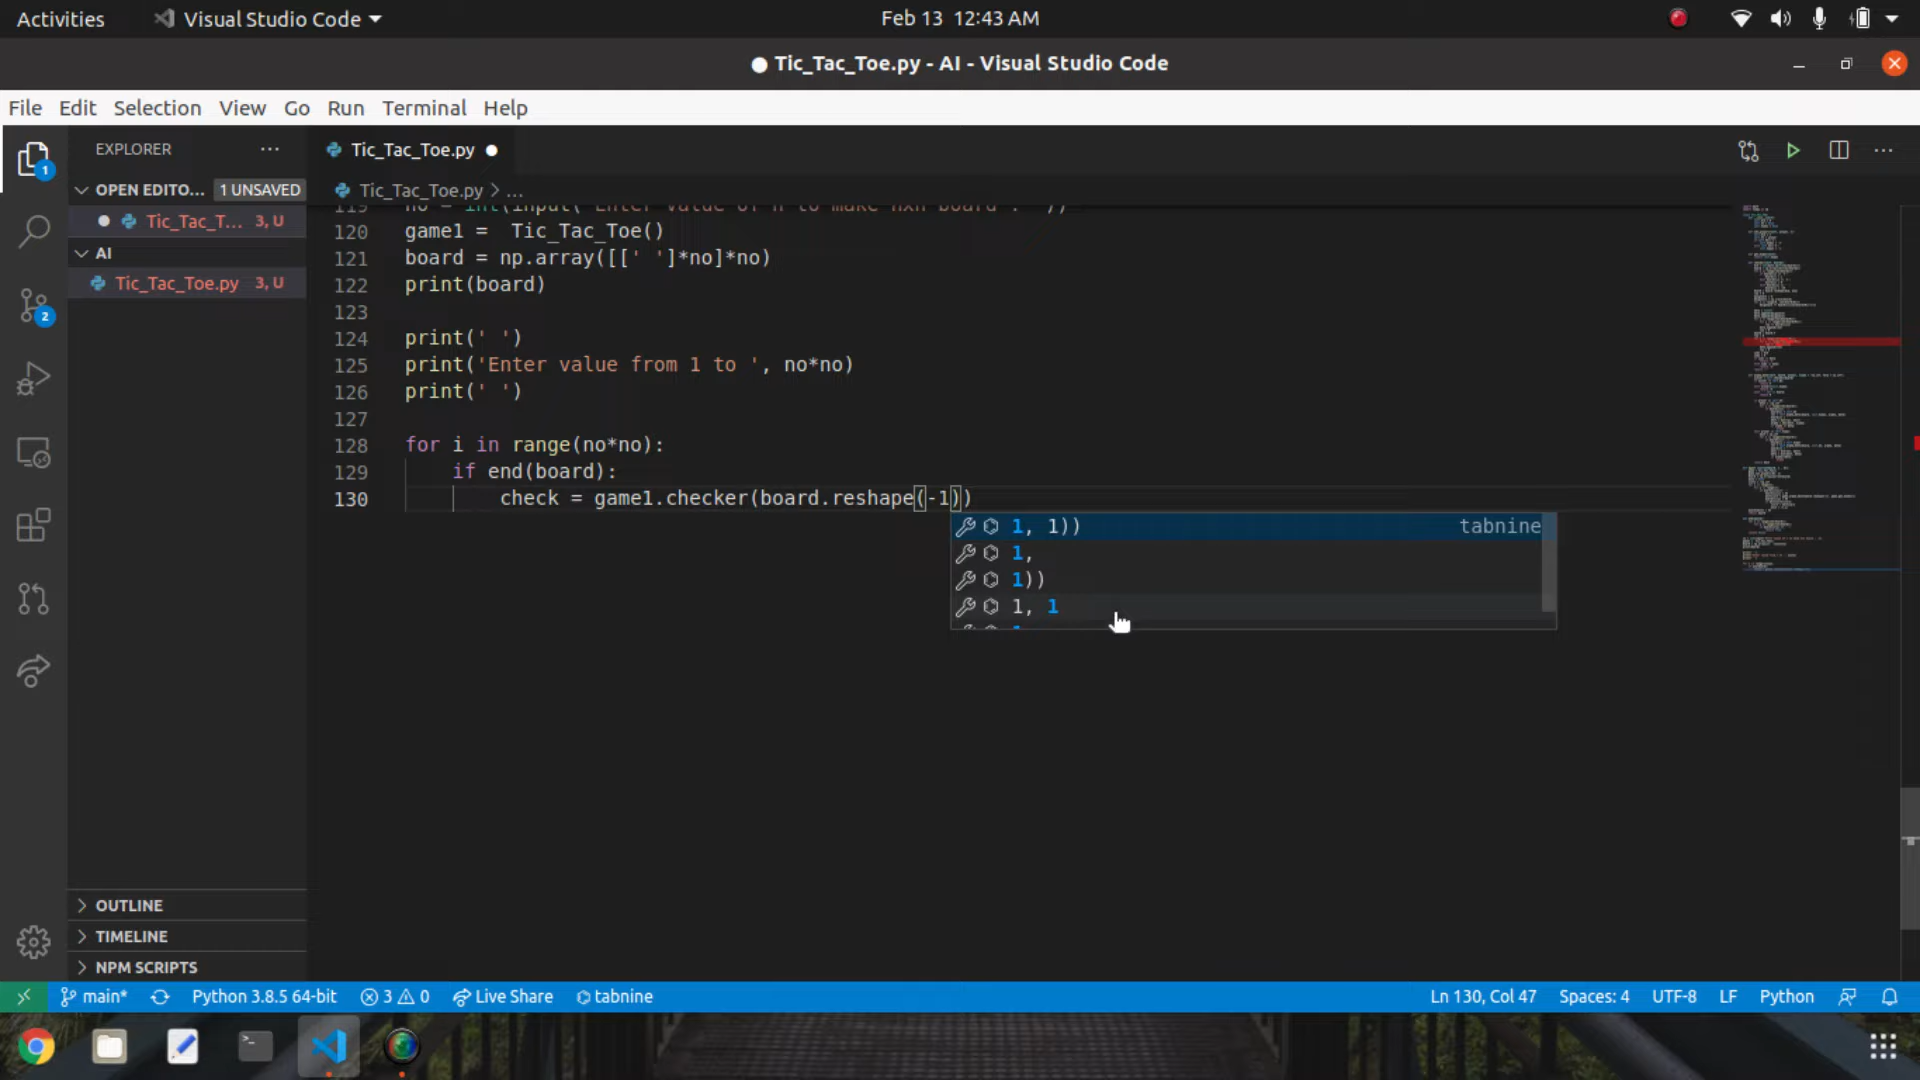 Activities
Visual Studio Code
Feb 13 12:43 AM
● Tic_Tac_Toe.py - AI - Visual Studio Code
File Edit Selection View Go Run Terminal Help
EXPLORER
···
Tic_Tac_Toe.py ●
···
OPEN EDITO... 1 UNSAVED
Tic_Tac_Toe.py > ...
Tic_Tac_T... 3, U
AI
Tic_Tac_Toe.py 3, U
1
2
119 no = int(input('Enter value of n to make nxn board : '))
120 game1 =  Tic_Tac_Toe()
121 board = np.array([[' ']*no]*no)
122 print(board)
123
124 print(' ')
125 print('Enter value from 1 to ', no*no)
126 print(' ')
127
128 for i in range(no*no):
129     if end(board):
130         check = game1.checker(board.reshape(-1))
1, 1)) tabnine
1,
1))
1, 1
OUTLINE
TIMELINE
NPM SCRIPTS
main* Python 3.8.5 64-bit 3 0 Live Share tabnine Ln 130, Col 47 Spaces: 4 UTF-8 LF Python